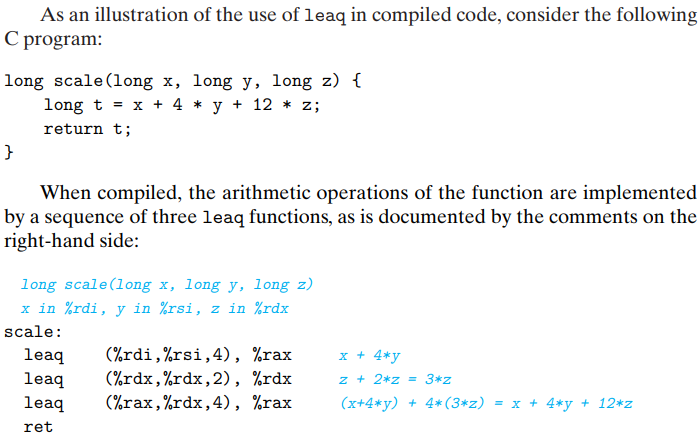 As an illustration of the use of leaq in compiled code, consider the following
C program:
long scale(long x, long y, long z) {
    long t = x + 4 * y + 12 * z;
    return t;
}
When compiled, the arithmetic operations of the function are implemented
by a sequence of three leaq functions, as is documented by the comments on the
right-hand side:
long scale(long x, long y, long z)
x in %rdi, y in %rsi, z in %rdx
scale:
leaq (%rdi,%rsi,4), %rax x + 4*y
leaq (%rdx,%rdx,2), %rdx z + 2*z = 3*z
leaq (%rax,%rdx,4), %rax (x+4*y) + 4*(3*z) = x + 4*y + 12*z
ret